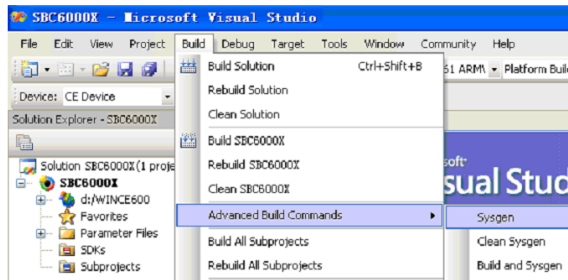 SBC6000X - Microsoft Visual Studio
File Edit View Project Build Debug Target Tools Window Community Help
Build Solution Ctrl+Shift+B
Device: CE Device
Rebuild Solution
Solution Explorer - SBC6000X
Clean Solution
Build SBC6000X
Solution SBC6000X (1 proje
Rebuild SBC6000X
SBC6000X
Clean SBC6000X
d:/WINCE600
Favorites
Advanced Build Commands
Sysgen
Parameter Files
Build All Subprojects
Clean Sysgen
SDKs
Rebuild All Subprojects
Build and Sysgen
Subprojects
61 ARM\ Platform Buil
soft
sual Stud